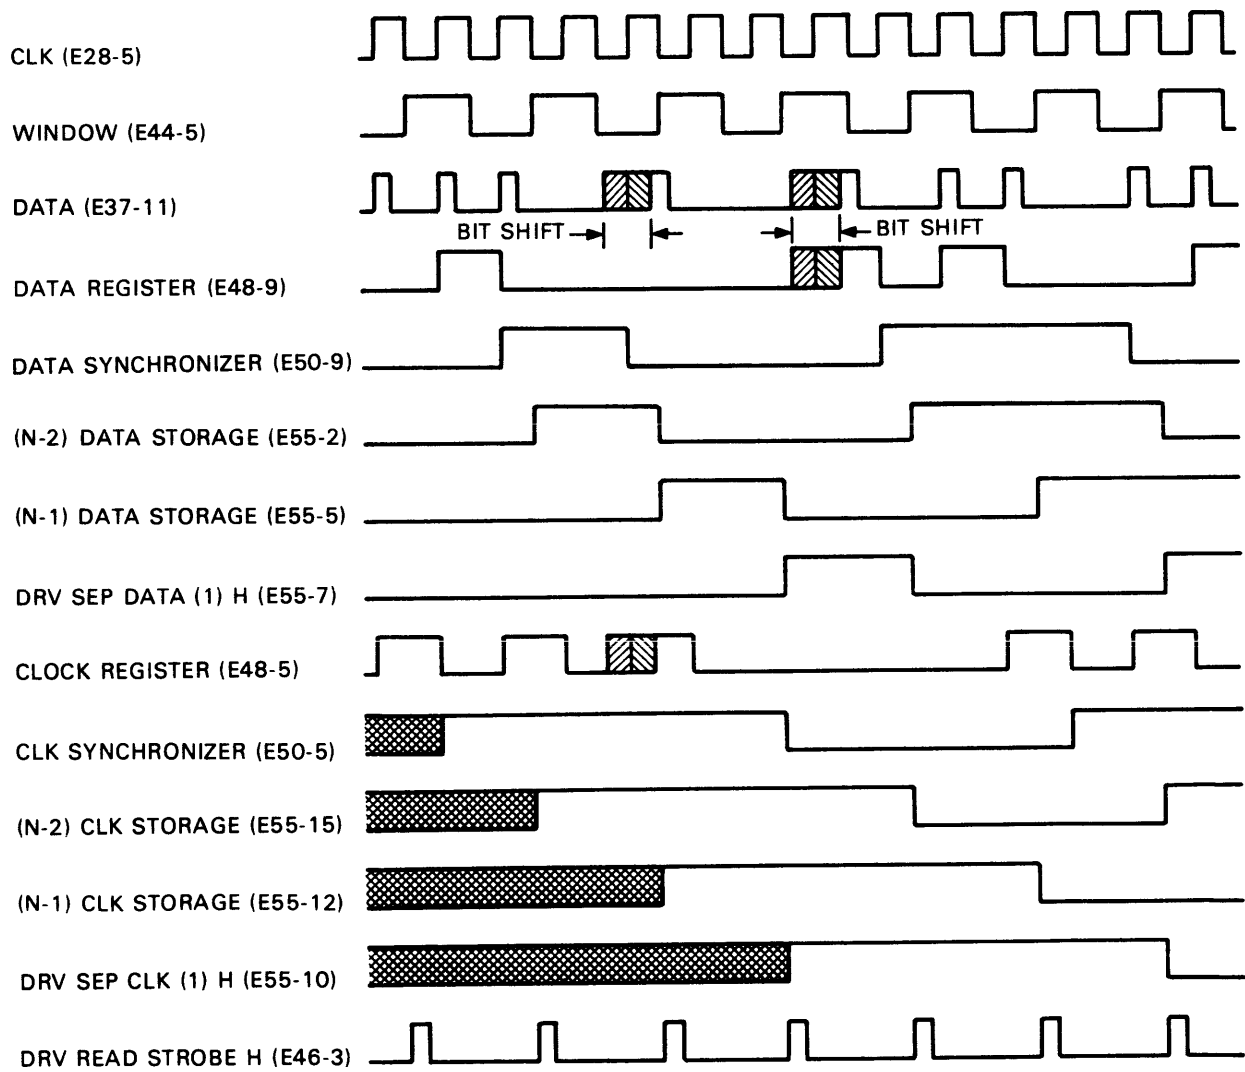 CLK (E28-5)
WINDOW (E44-5)
DATA (E37-11)
BIT SHIFT
BIT SHIFT
DATA REGISTER (E48-9)
DATA SYNCHRONIZER (E50-9)
(N-2) DATA STORAGE (E55-2)
(N-1) DATA STORAGE (E55-5)
DRV SEP DATA (1) H (E55-7)
CLOCK REGISTER (E48-5)
CLK SYNCHRONIZER (E50-5)
(N-2) CLK STORAGE (E55-15)
(N-1) CLK STORAGE (E55-12)
DRV SEP CLK (1) H (E55-10)
DRV READ STROBE H (E46-3)